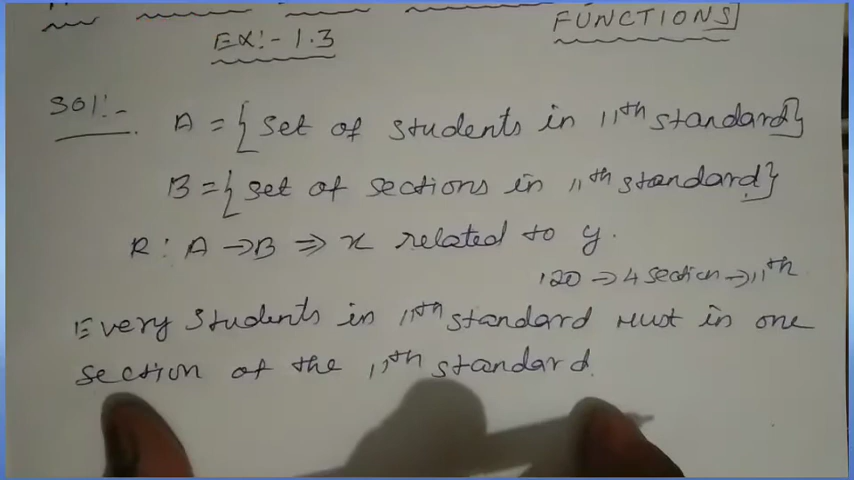 FUNCTIONS]
EX:- 1.3
Sol:-
A = { set of students in 11th standard}
B = { set of sections in 11th standard}
R : A → B ⇒ x related to y.
120 → 4 section → 11th
Every students in 11th standard must in one
section of the 11th standard.